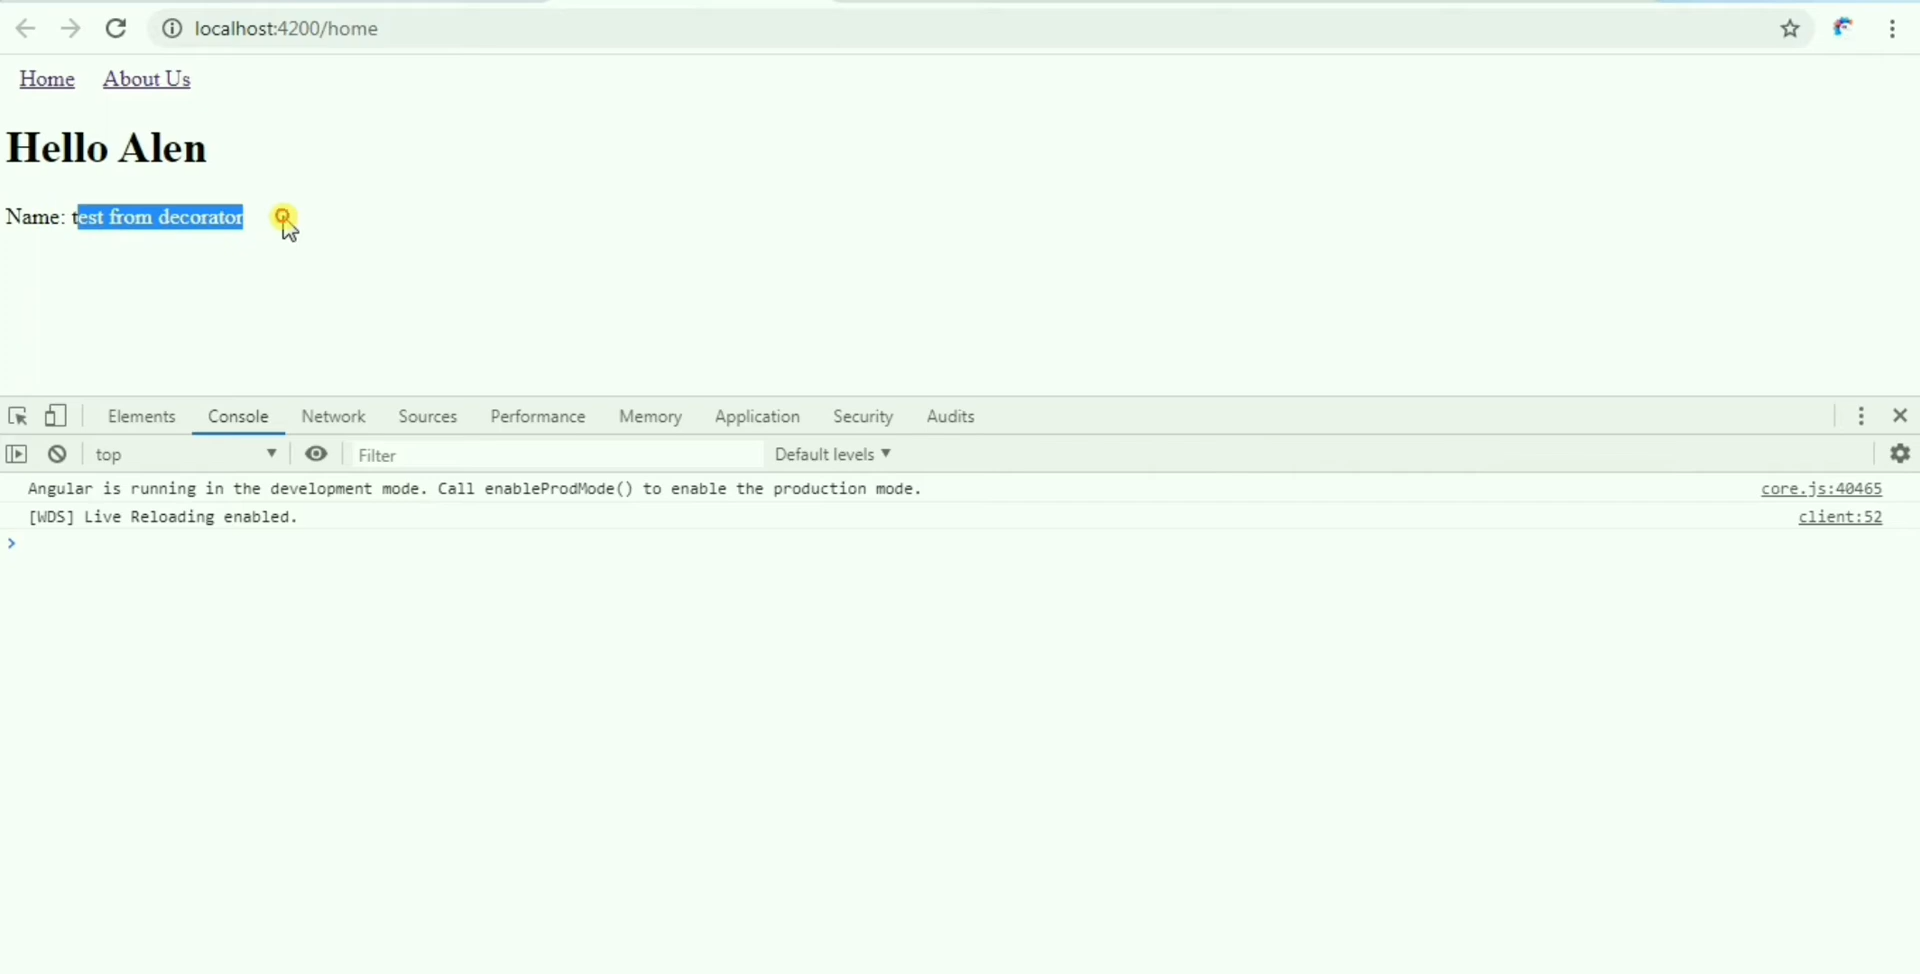 localhost:4200/home
Home About Us
Hello Alen
Name: test from decorator
Elements Console Network Sources Performance Memory Application Security Audits
top Filter Default levels
Angular is running in the development mode. Call enableProdMode() to enable the production mode. core.js:40465
[WDS] Live Reloading enabled. client:52